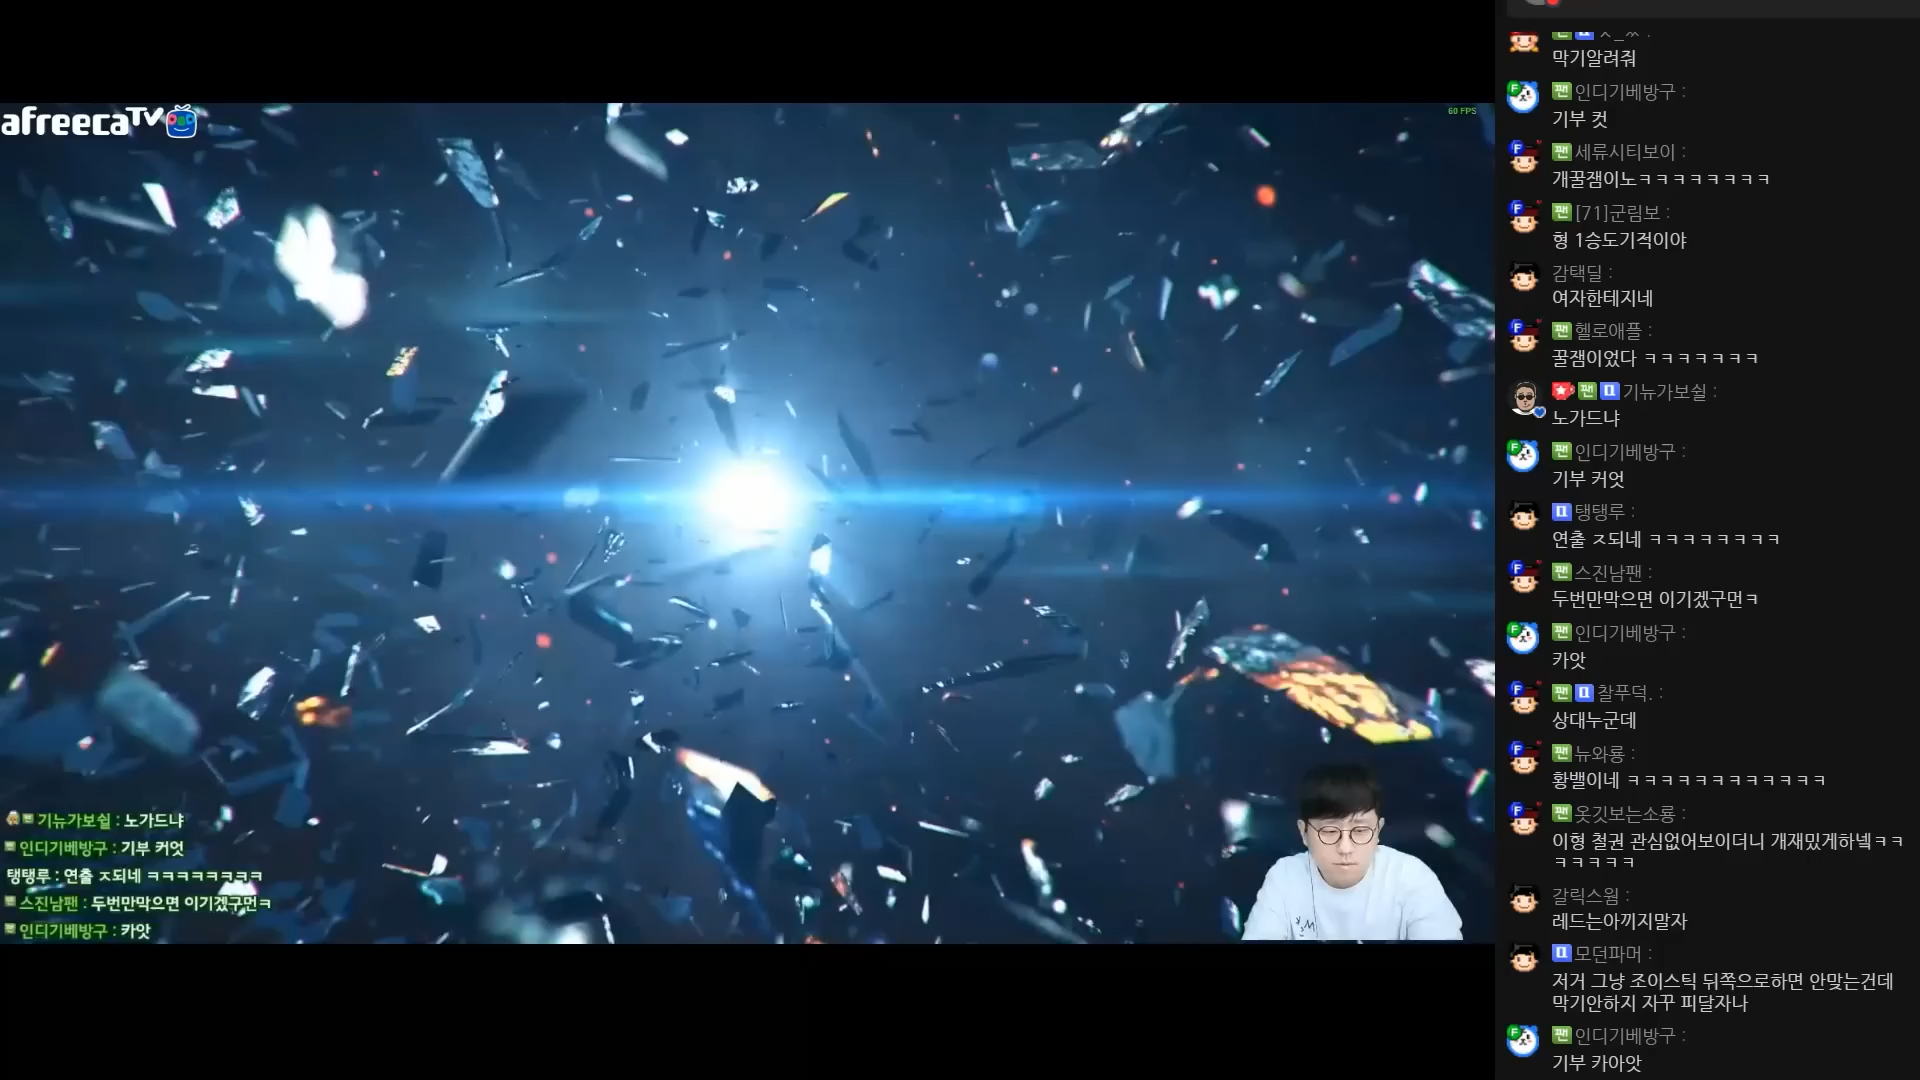 afreecaTV
60 FPS
기뉴가보쉴 : 노가드냐
인디기베방구 : 기부 커엇
탱탱루 : 연출 ㅈ되네 ㅋㅋㅋㅋㅋㅋㅋㅋ
스진남팬 : 두번만막으면 이기겠구먼ㅋ
인디기베방구 : 카앗
막기알려줘
팬 인디기베방구 :
기부 컷
팬 세류시티보이 :
개꿀잼이노ㅋㅋㅋㅋㅋㅋㅋㅋ
팬 [71]군림보 :
형 1승도기적이야
감택딜 :
여자한테지네
팬 헬로애플 :
꿀잼이었다 ㅋㅋㅋㅋㅋㅋㅋ
팬 기뉴가보쉴 :
노가드냐
팬 인디기베방구 :
기부 커엇
탱탱루 :
연출 ㅈ되네 ㅋㅋㅋㅋㅋㅋㅋㅋ
팬 스진남팬 :
두번만막으면 이기겠구먼ㅋ
팬 인디기베방구 :
카앗
팬 찰푸덕. :
상대누군데
팬 뉴와룡 :
황밸이네 ㅋㅋㅋㅋㅋㅋㅋㅋㅋㅋㅋㅋ
팬 옷깃보는소룡 :
이형 철권 관심없어보이더니 개재밌게하넼ㅋㅋ
ㅋㅋㅋㅋㅋ
갈릭스웜 :
레드는아끼지말자
모던파머 :
저거 그냥 조이스틱 뒤쪽으로하면 안맞는건데
막기안하지 자꾸 피달자나
팬 인디기베방구 :
기부 카아앗